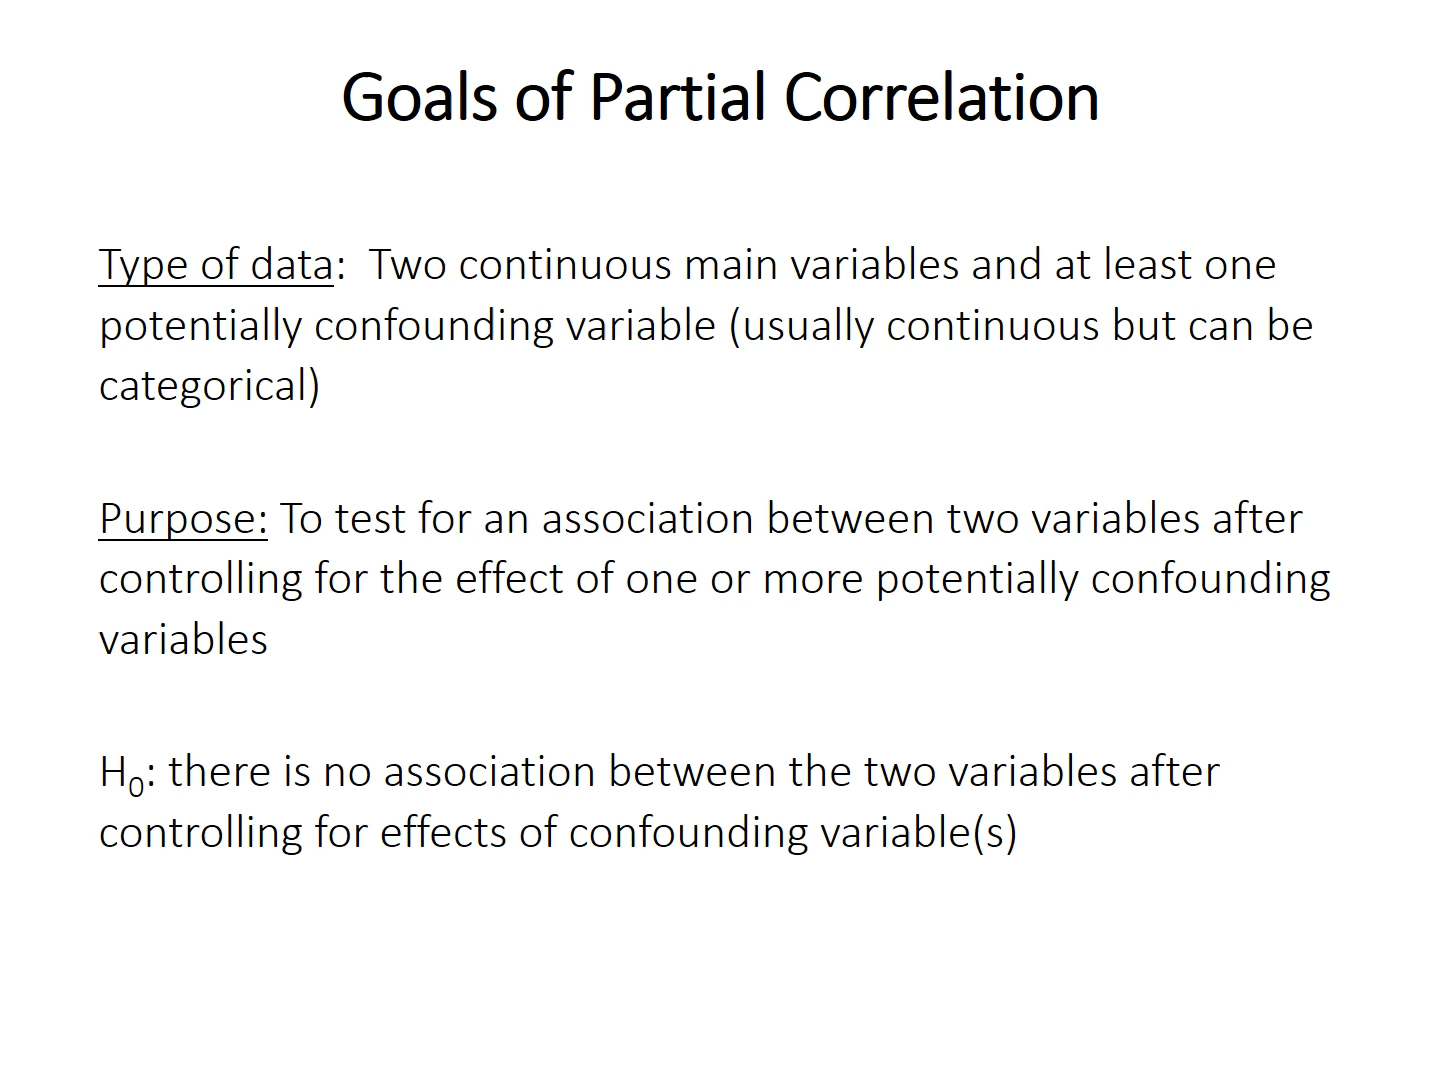 Goals of Partial Correlation
Type of data:  Two continuous main variables and at least one
potentially confounding variable (usually continuous but can be
categorical)
Purpose: To test for an association between two variables after
controlling for the effect of one or more potentially confounding
variables
H₀: there is no association between the two variables after
controlling for effects of confounding variable(s)